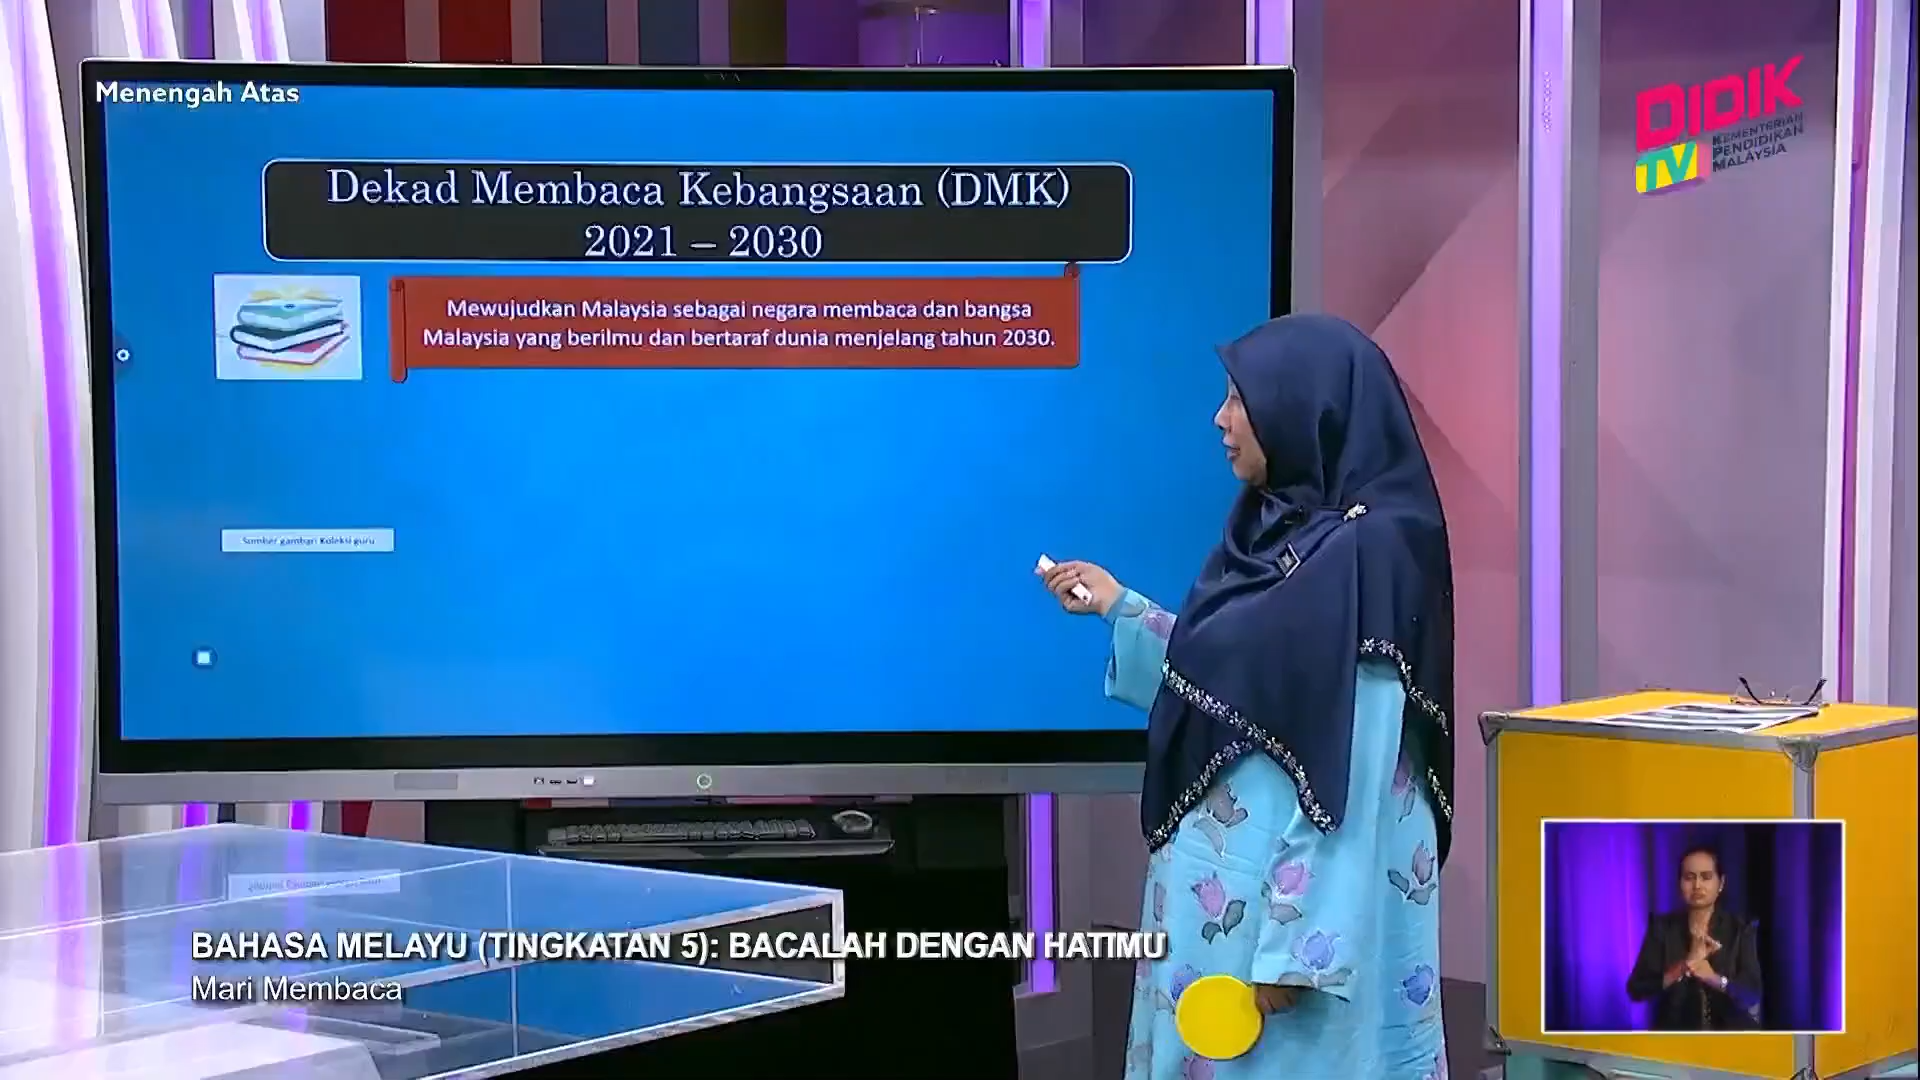 Menengah Atas
DIDIK
TV
KEMENTERIAN
PENDIDIKAN
MALAYSIA
Dekad Membaca Kebangsaan (DMK)
2021 – 2030
Mewujudkan Malaysia sebagai negara membaca dan bangsa
Malaysia yang berilmu dan bertaraf dunia menjelang tahun 2030.
Sumber gambar: Koleksi guru
BAHASA MELAYU (TINGKATAN 5): BACALAH DENGAN HATIMU
Mari Membaca